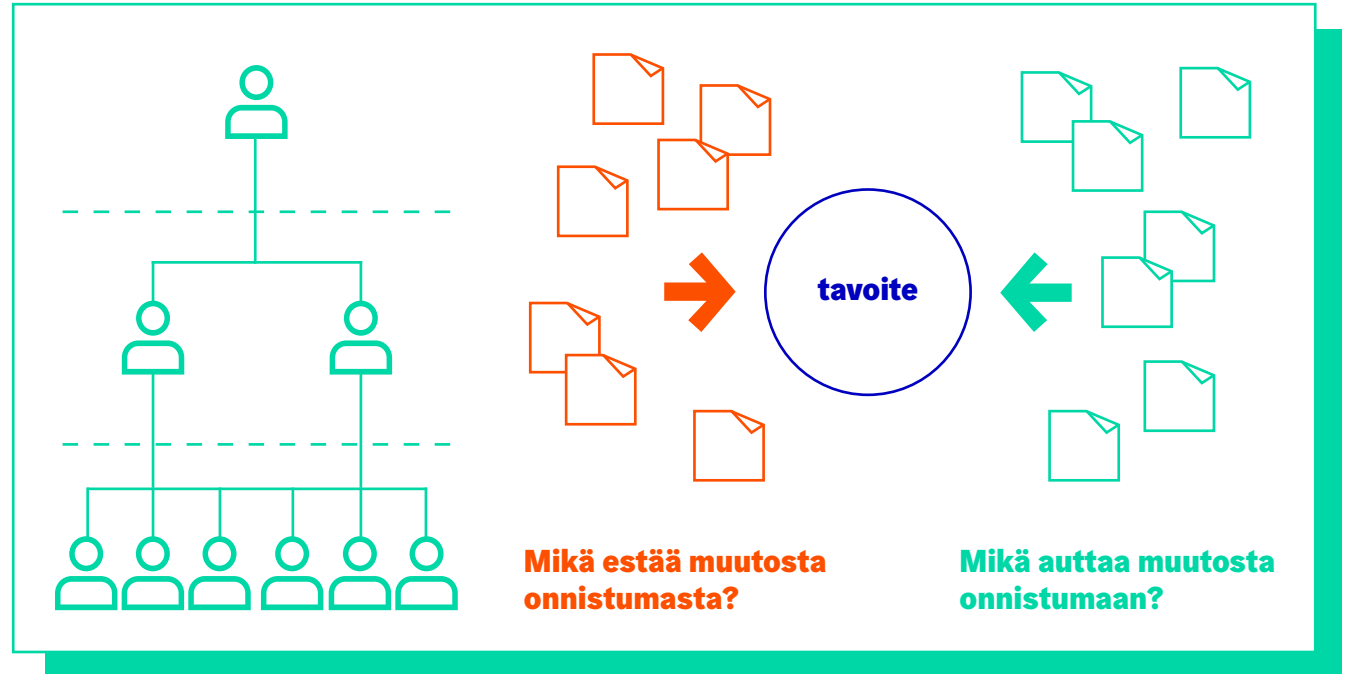 tavoite
Mikä estää muutosta
onnistumasta?
Mikä auttaa muutosta
onnistumaan?